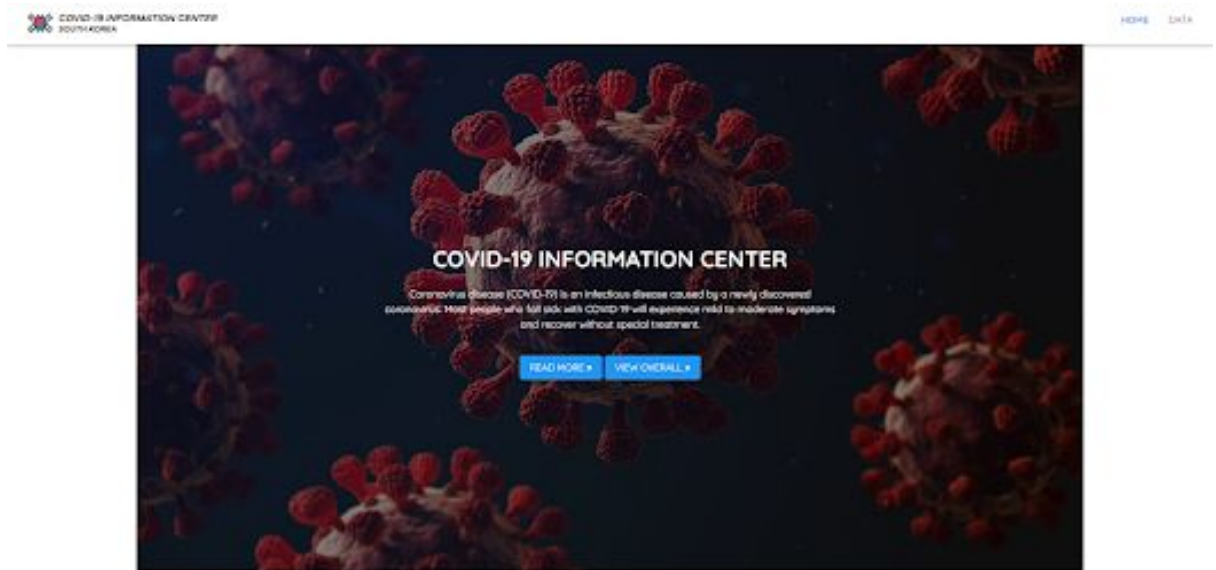 COVID-19 INFORMATION CENTER
SOUTH KOREA
HOME DATA
COVID-19 INFORMATION CENTER
Coronavirus disease (COVID-19) is an infectious disease caused by a newly discovered
coronavirus. Most people who fall sick with COVID-19 will experience mild to moderate symptoms
and recover without special treatment.
READ MORE » VIEW OVERALL »